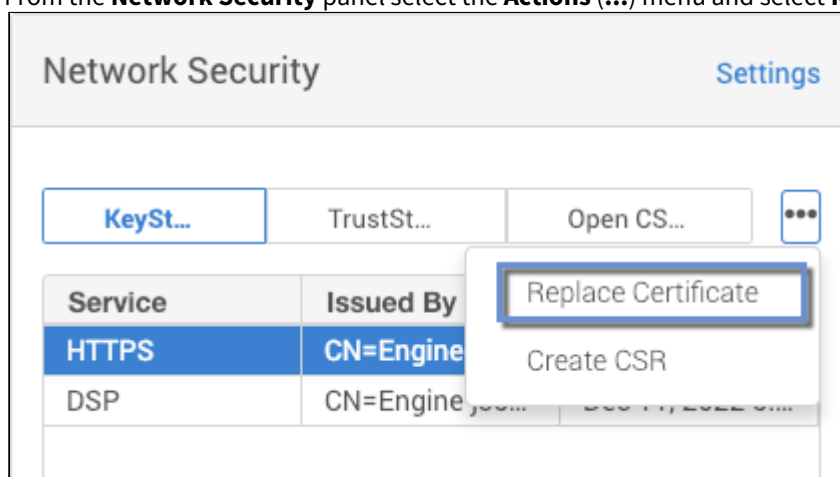 From the Network Security panel select the Actions (...) menu and select
Network Security Settings
KeySt... TrustSt... Open CS... •••
Service Issued By
Replace Certificate
HTTPS CN=Engine
Create CSR
DSP CN=Engine